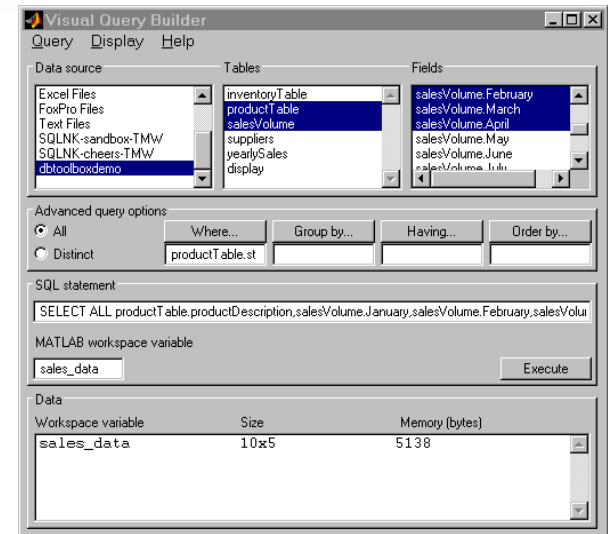 Visual Query Builder
Query Display Help
Data source
Tables
Fields
Excel Files
FoxPro Files
Text Files
SQLNK-sandbox-TMW
SQLNK-cheers-TMW
dbtoolboxdemo
inventoryTable
productTable
salesVolume
suppliers
yearlySales
display
salesVolume.February
salesVolume.March
salesVolume.April
salesVolume.May
salesVolume.June
salesVolume.July
Advanced query options
All
Distinct
Where...
Group by...
Having...
Order by...
productTable.st
SQL statement
SELECT ALL productTable.productDescription,salesVolume.January,salesVolume.February,salesVolu
MATLAB workspace variable
sales_data
Execute
Data
Workspace variable Size Memory (bytes)
sales_data 10x5 5138